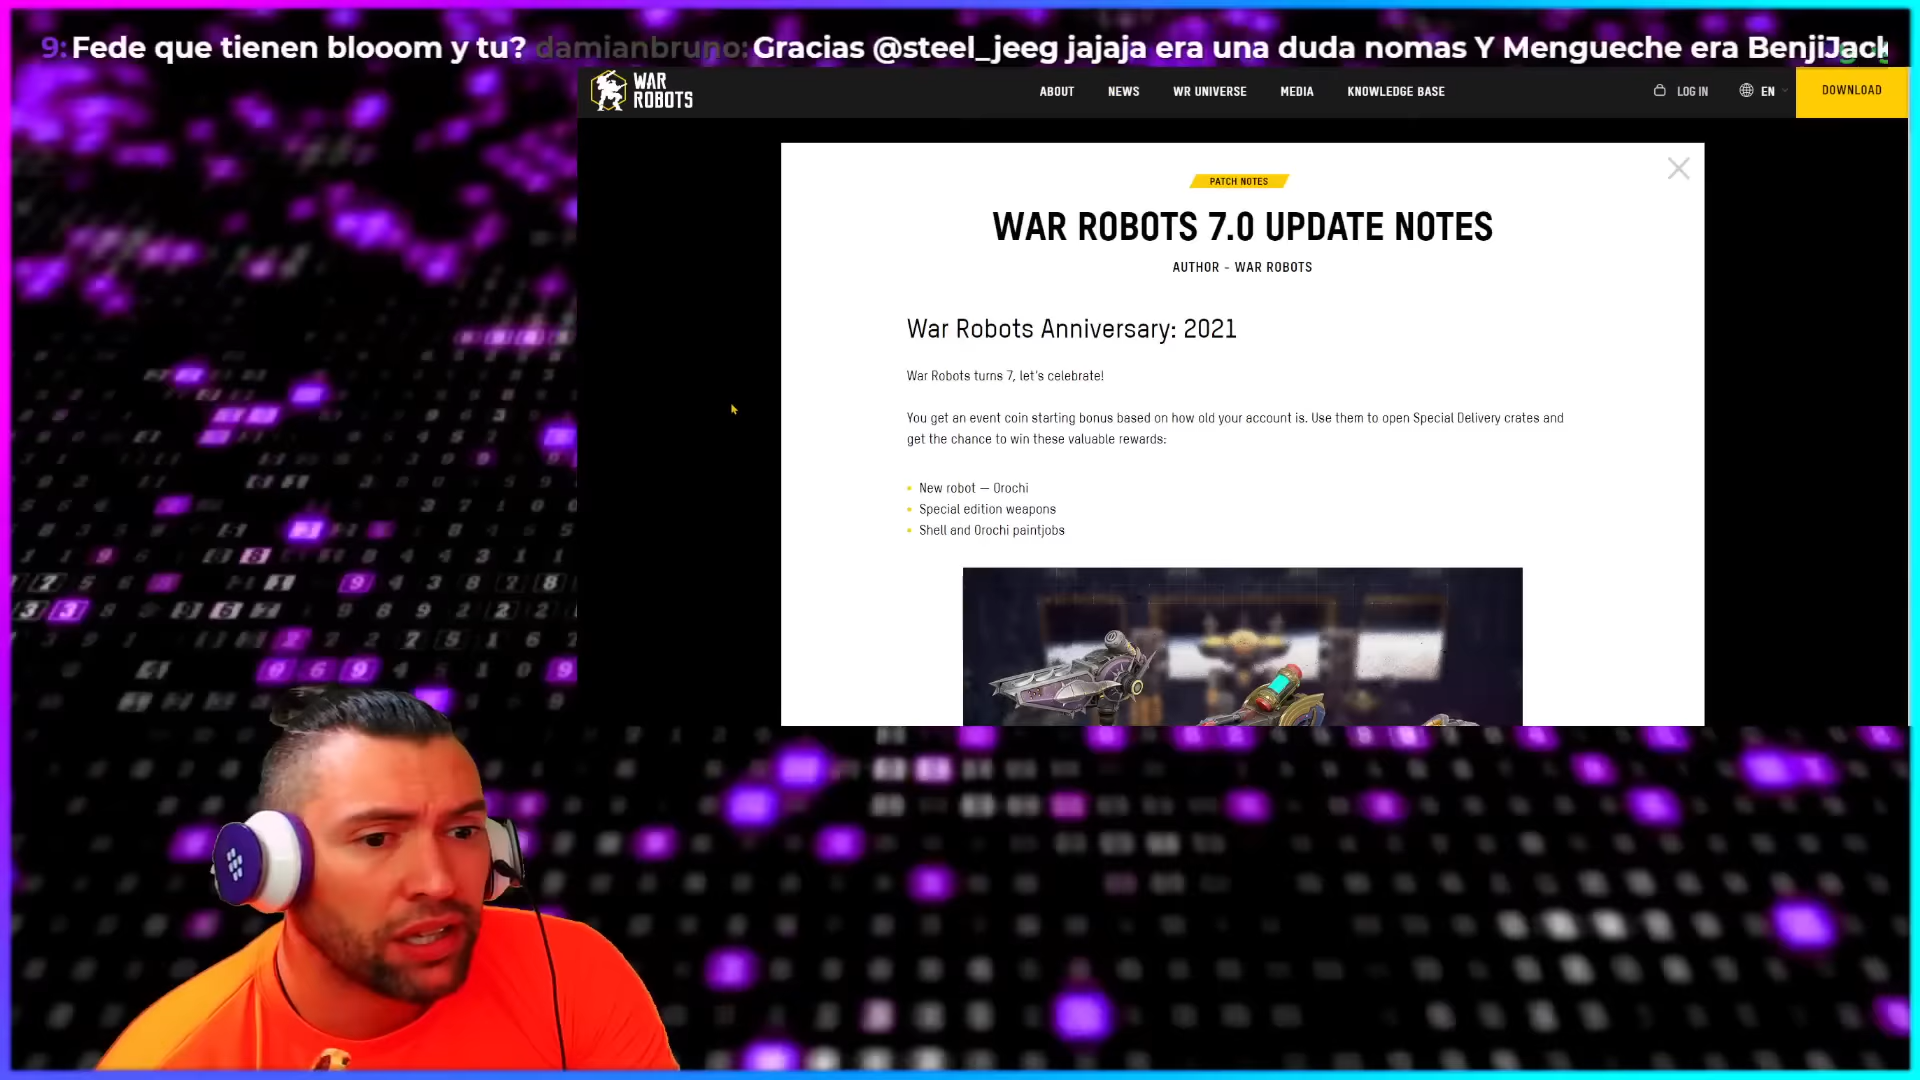 9: Fede que tienen blooom y tu? damianbruno: Gracias @steel_jeeg jajaja era una duda nomas Y Mengueche era BenjiJack
WAR ROBOTS
ABOUT NEWS WR UNIVERSE MEDIA KNOWLEDGE BASE LOG IN EN DOWNLOAD
PATCH NOTES
WAR ROBOTS 7.0 UPDATE NOTES
AUTHOR - WAR ROBOTS
War Robots Anniversary: 2021
War Robots turns 7, let's celebrate!
You get an event coin starting bonus based on how old your account is. Use them to open Special Delivery crates and
get the chance to win these valuable rewards:
• New robot — Orochi
• Special edition weapons
• Shell and Orochi paintjobs